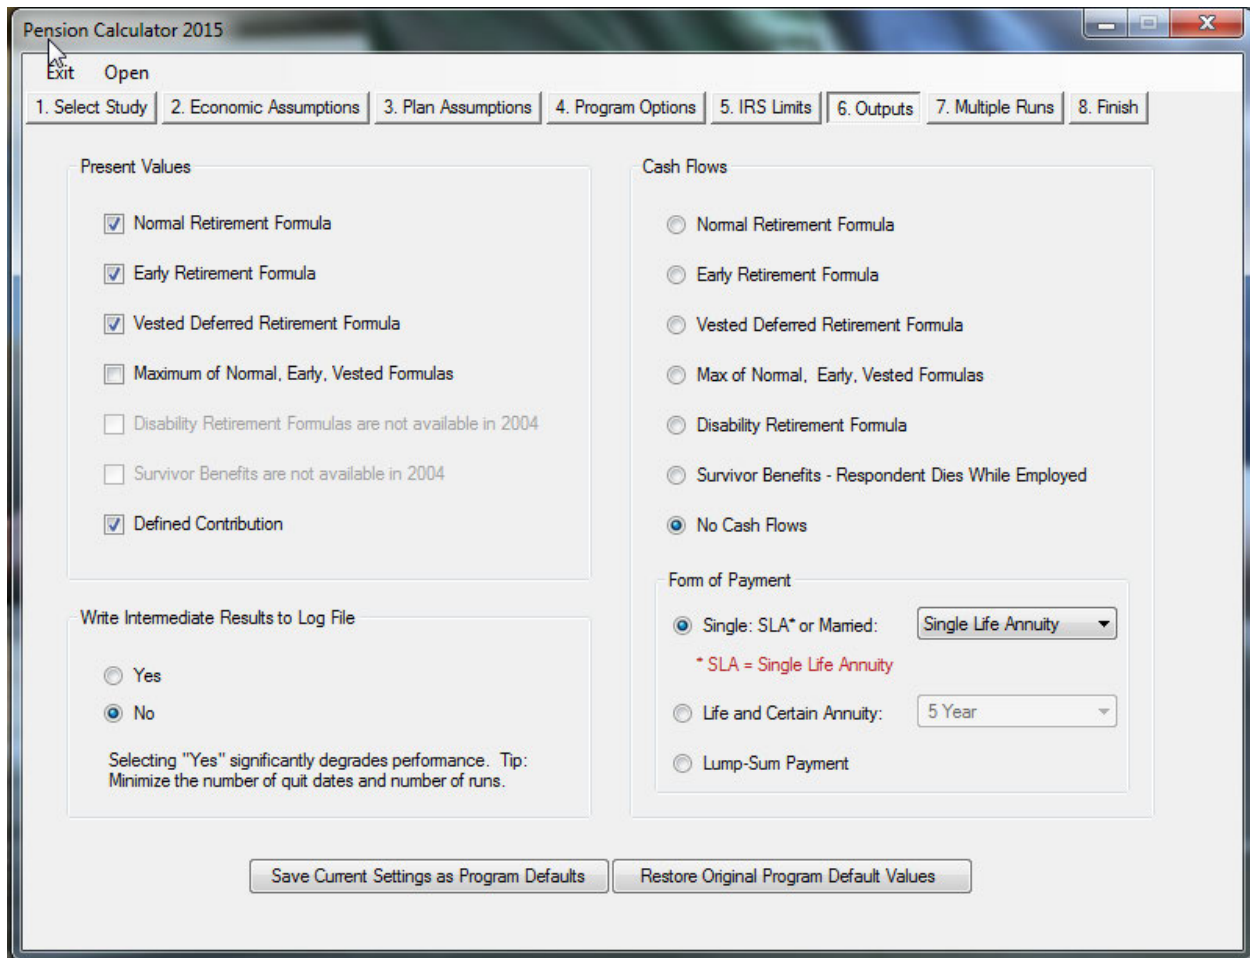 Pension Calculator 2015
Exit Open
1. Select Study 2. Economic Assumptions 3. Plan Assumptions 4. Program Options 5. IRS Limits 6. Outputs 7. Multiple Runs 8. Finish
Present Values
Normal Retirement Formula
Early Retirement Formula
Vested Deferred Retirement Formula
Maximum of Normal, Early, Vested Formulas
Disability Retirement Formulas are not available in 2004
Survivor Benefits are not available in 2004
Defined Contribution
Write Intermediate Results to Log File
Yes
No
Selecting "Yes" significantly degrades performance. Tip:
Minimize the number of quit dates and number of runs.
Cash Flows
Normal Retirement Formula
Early Retirement Formula
Vested Deferred Retirement Formula
Max of Normal, Early, Vested Formulas
Disability Retirement Formula
Survivor Benefits - Respondent Dies While Employed
No Cash Flows
Form of Payment
Single: SLA* or Married: Single Life Annuity
* SLA = Single Life Annuity
Life and Certain Annuity: 5 Year
Lump-Sum Payment
Save Current Settings as Program Defaults Restore Original Program Default Values